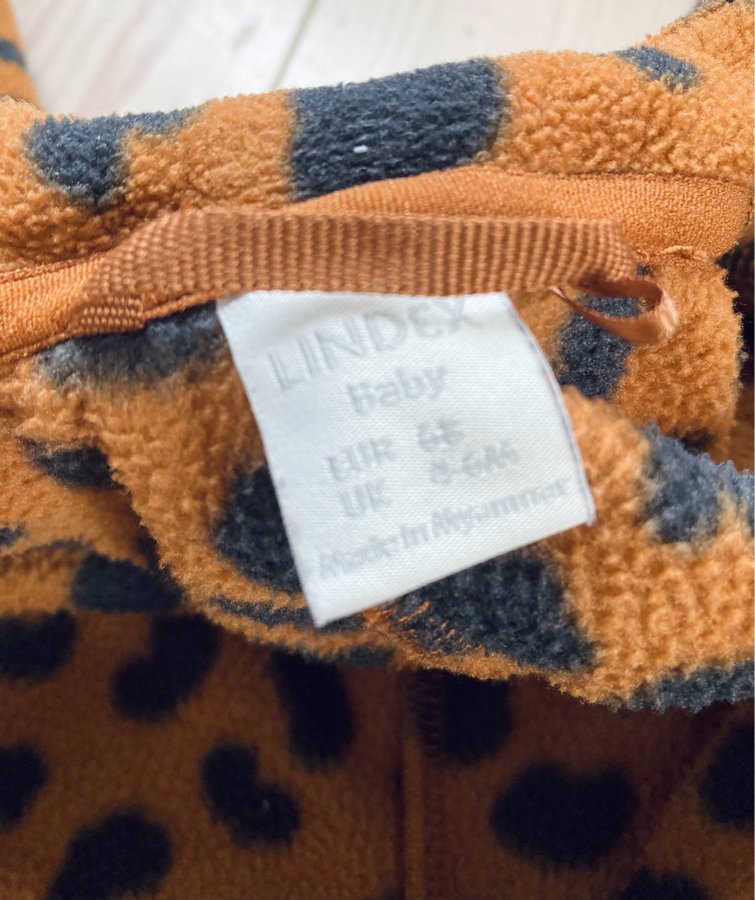 LINDEX
Baby
EUR 68
UK 4-6M
Made in Myanmar